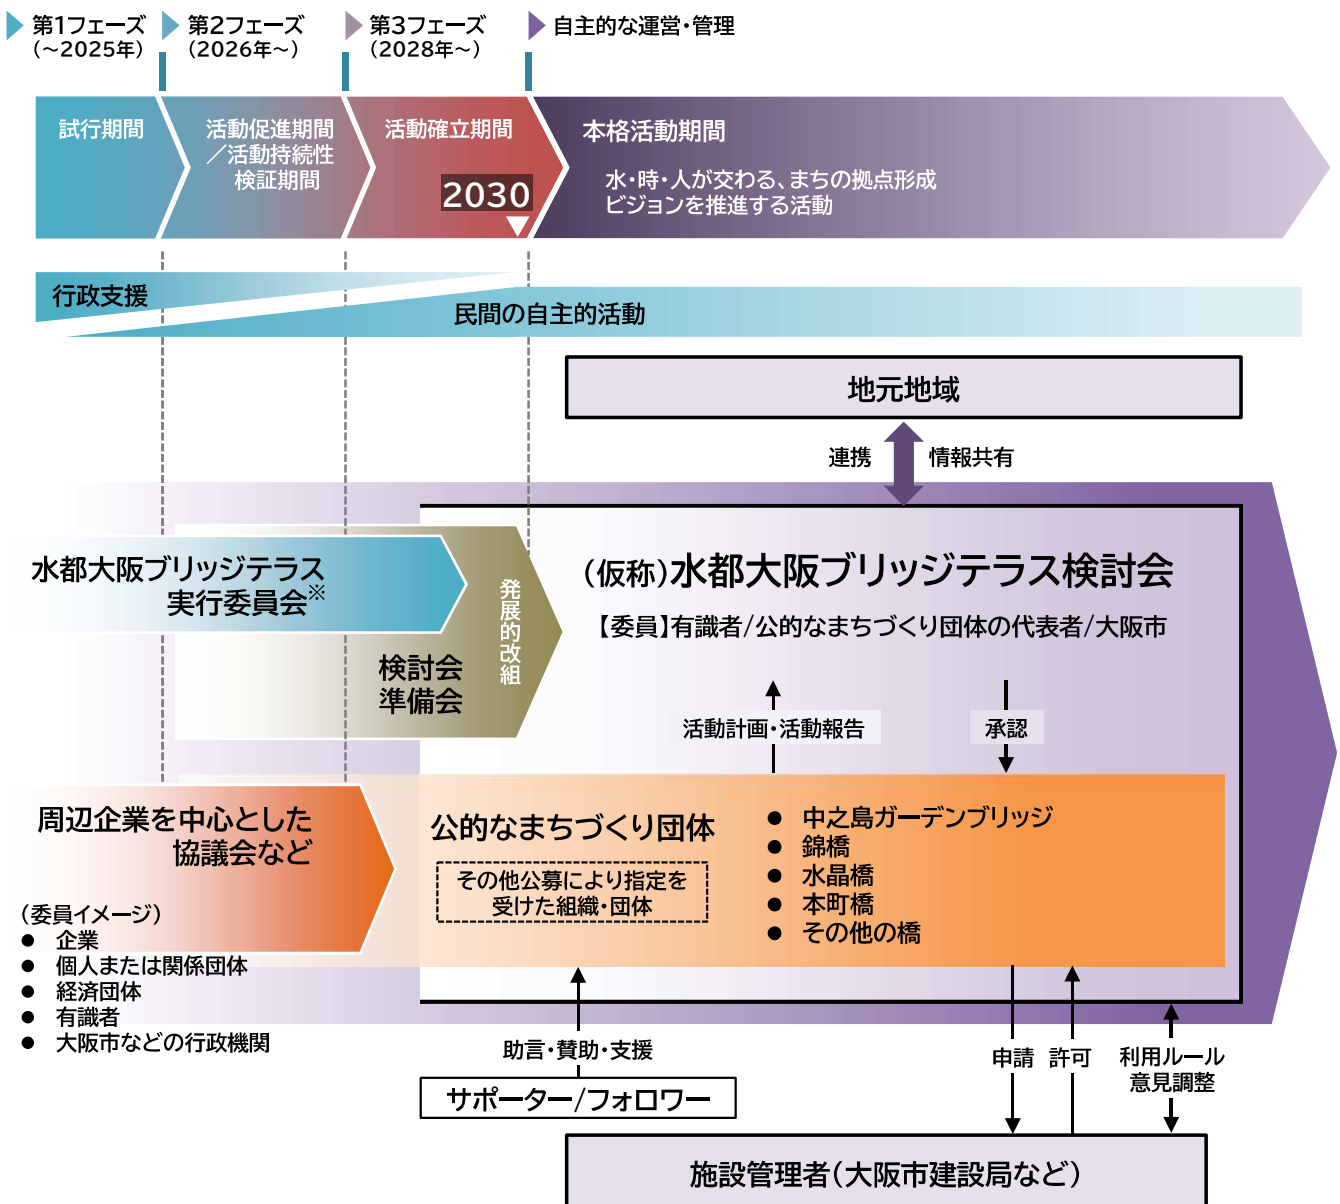 第1フェーズ
（～2025年）
第2フェーズ
（2026年～）
第3フェーズ
（2028年～）
自主的な運営・管理
試行期間
活動促進期間
／活動持続性
検証期間
活動確立期間
2030
本格活動期間
水・時・人が交わる、まちの拠点形成
ビジョンを推進する活動
行政支援
民間の自主的活動
地元地域
連携
情報共有
水都大阪ブリッジテラス
実行委員会※
発展的改組
検討会
準備会
（仮称）水都大阪ブリッジテラス検討会
【委員】有識者/公的なまちづくり団体の代表者/大阪市
活動計画・活動報告
承認
周辺企業を中心とした
協議会など
（委員イメージ）
● 企業
● 個人または関係団体
● 経済団体
● 有識者
● 大阪市などの行政機関
公的なまちづくり団体
その他公募により指定を
受けた組織・団体
● 中之島ガーデンブリッジ
● 錦橋
● 水晶橋
● 本町橋
● その他の橋
助言・賛助・支援
サポーター/フォロワー
申請
許可
利用ルール
意見調整
施設管理者（大阪市建設局など）